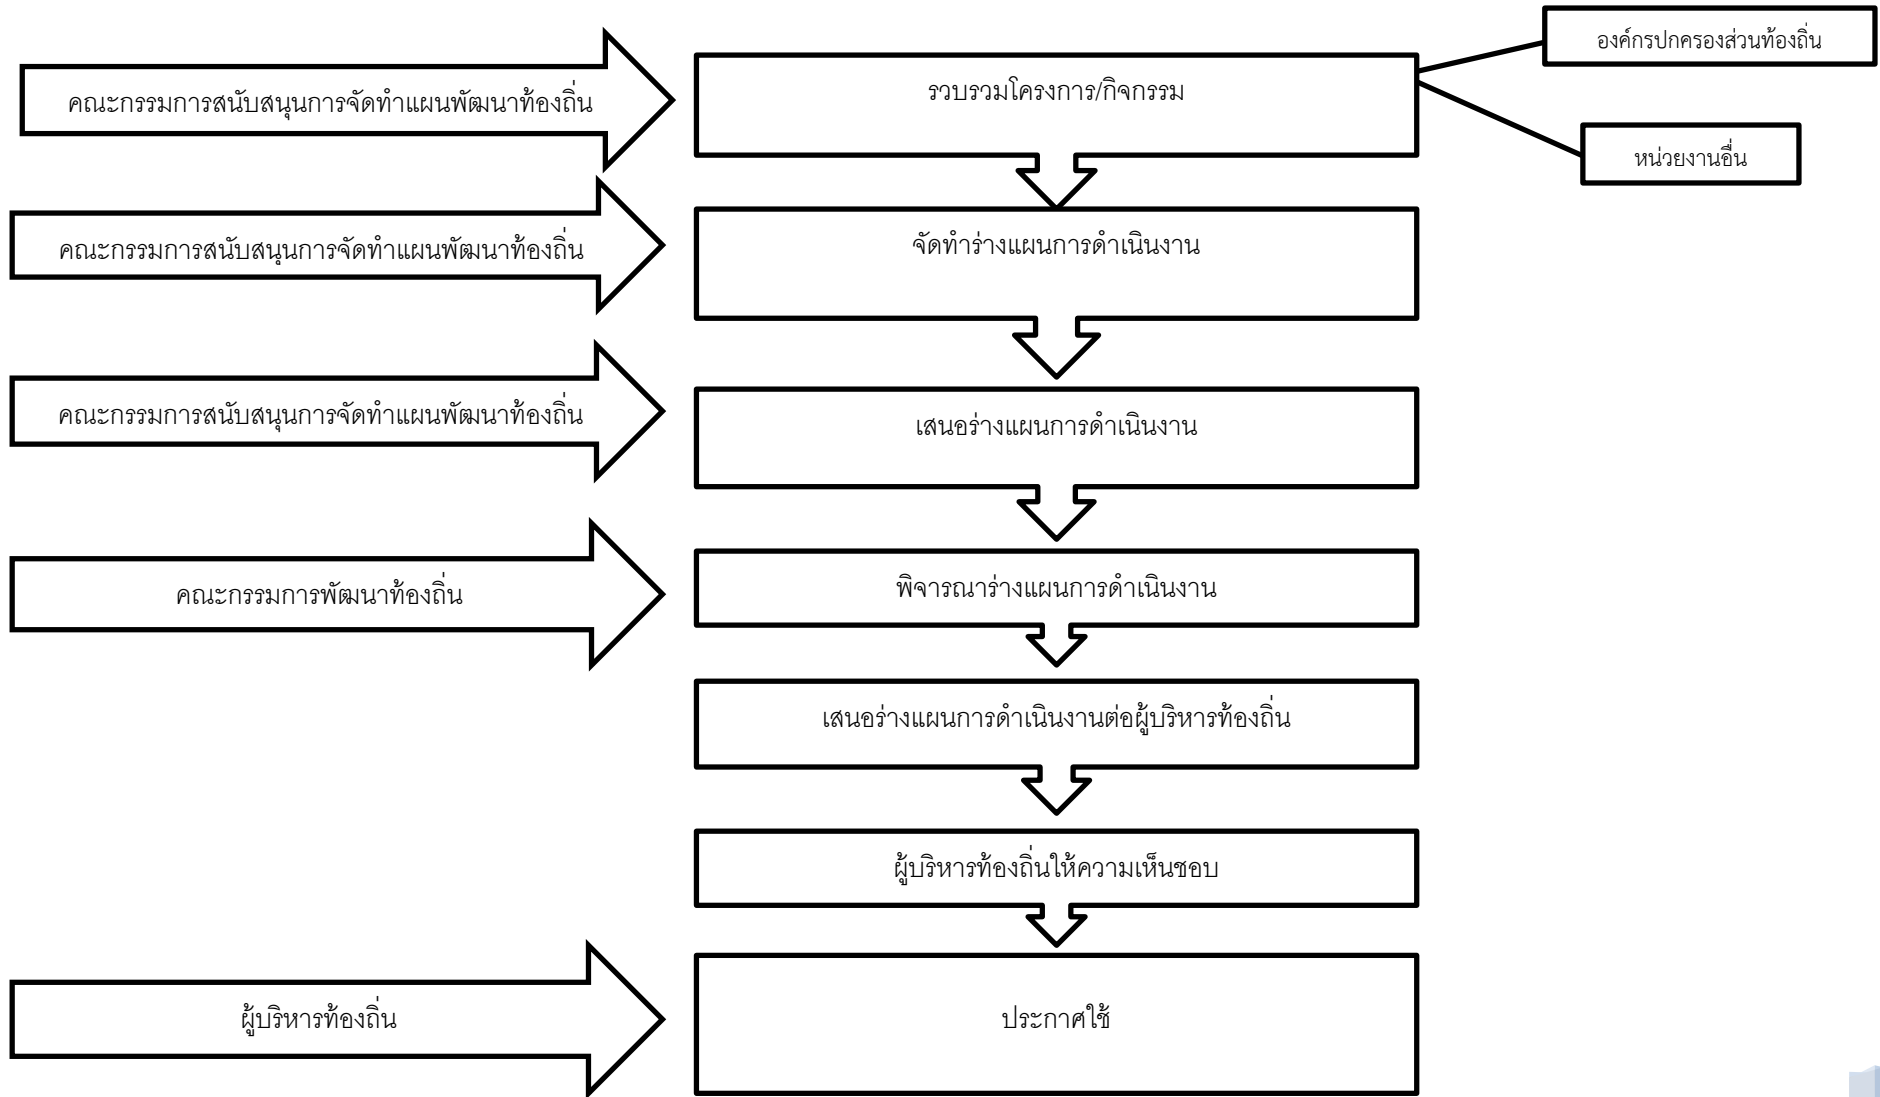 องค์กรปกครองส่วนท้องถิ่น
คณะกรรมการสนับสนุนการจัดทำแผนพัฒนาท้องถิ่น
รวบรวมโครงการ/กิจกรรม
หน่วยงานอื่น
คณะกรรมการสนับสนุนการจัดทำแผนพัฒนาท้องถิ่น
จัดทำร่างแผนการดำเนินงาน
คณะกรรมการสนับสนุนการจัดทำแผนพัฒนาท้องถิ่น
เสนอร่างแผนการดำเนินงาน
คณะกรรมการพัฒนาท้องถิ่น
พิจารณาร่างแผนการดำเนินงาน
เสนอร่างแผนการดำเนินงานต่อผู้บริหารท้องถิ่น
ผู้บริหารท้องถิ่นให้ความเห็นชอบ
ผู้บริหารท้องถิ่น
ประกาศใช้